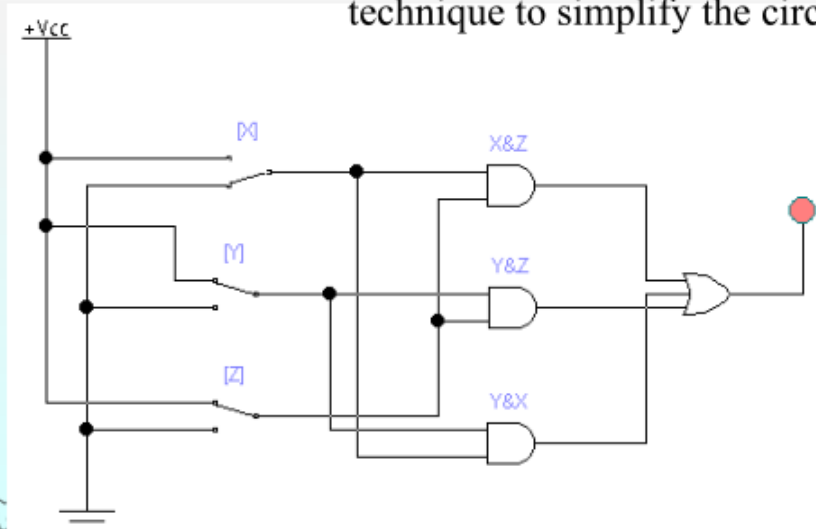 technique to simplify the circ
+Vcc
[X]
X&Z
[Y]
Y&Z
[Z]
Y&X